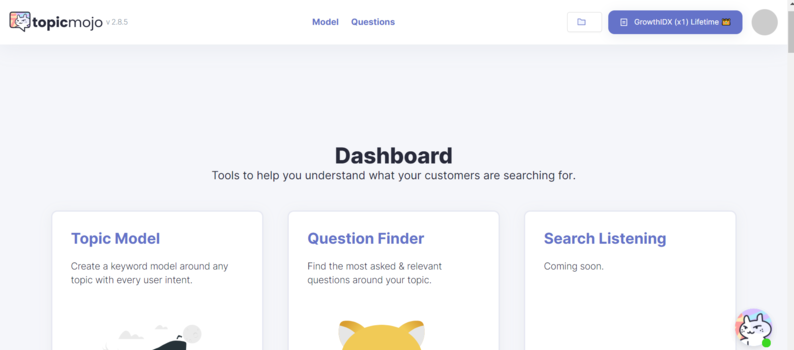 topicmojo v 2.8.5
Model Questions
GrowthIDX (x1) Lifetime
Dashboard
Tools to help you understand what your customers are searching for.
Topic Model
Create a keyword model around any
topic with every user intent.
Question Finder
Find the most asked & relevant
questions around your topic.
Search Listening
Coming soon.